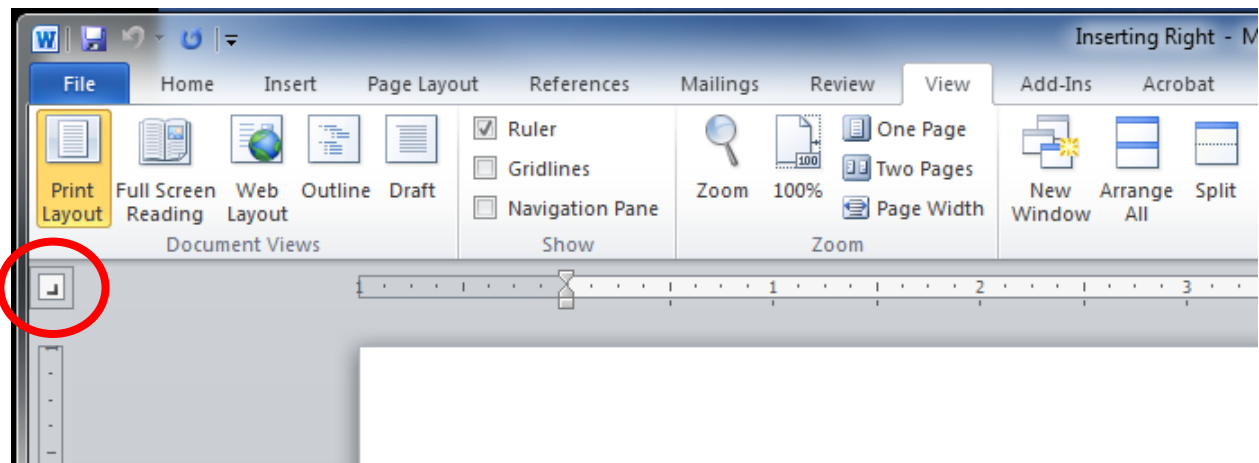 W Inserting Right - M
File Home Insert Page Layout References Mailings Review View Add-Ins Acrobat
Ruler One Page
100
Gridlines Two Pages
Print Full Screen Web Outline Draft Zoom 100% New Arrange Split
Layout Reading Layout Navigation Pane Page Width Window All
Document Views Show Zoom
1 1 2 3